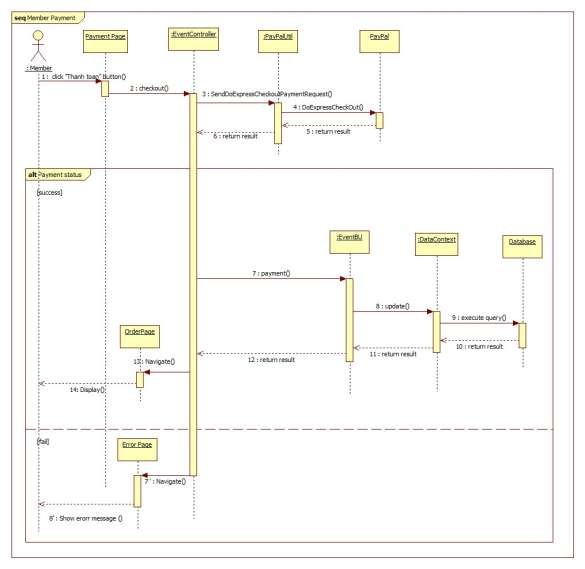 seq Member Payment
Payment Page
:EventController
:PayPalUtil
PayPal
: Member
1 : click "Thanh toan" button()
2 : checkout()
3 : SendDoExpressCheckoutPaymentRequest()
4 : DoExpressCheckOut()
5 : return result
6 : return result
alt Payment status
[success]
:EventBU
:DataContext
Database
7 : payment()
8 : update()
9 : execute query()
10 : return result
11 : return result
12 : return result
OrderPage
13 : Navigate()
14: Display()
[fail]
Error Page
7' : Navigate()
8' : Show erorr message ()